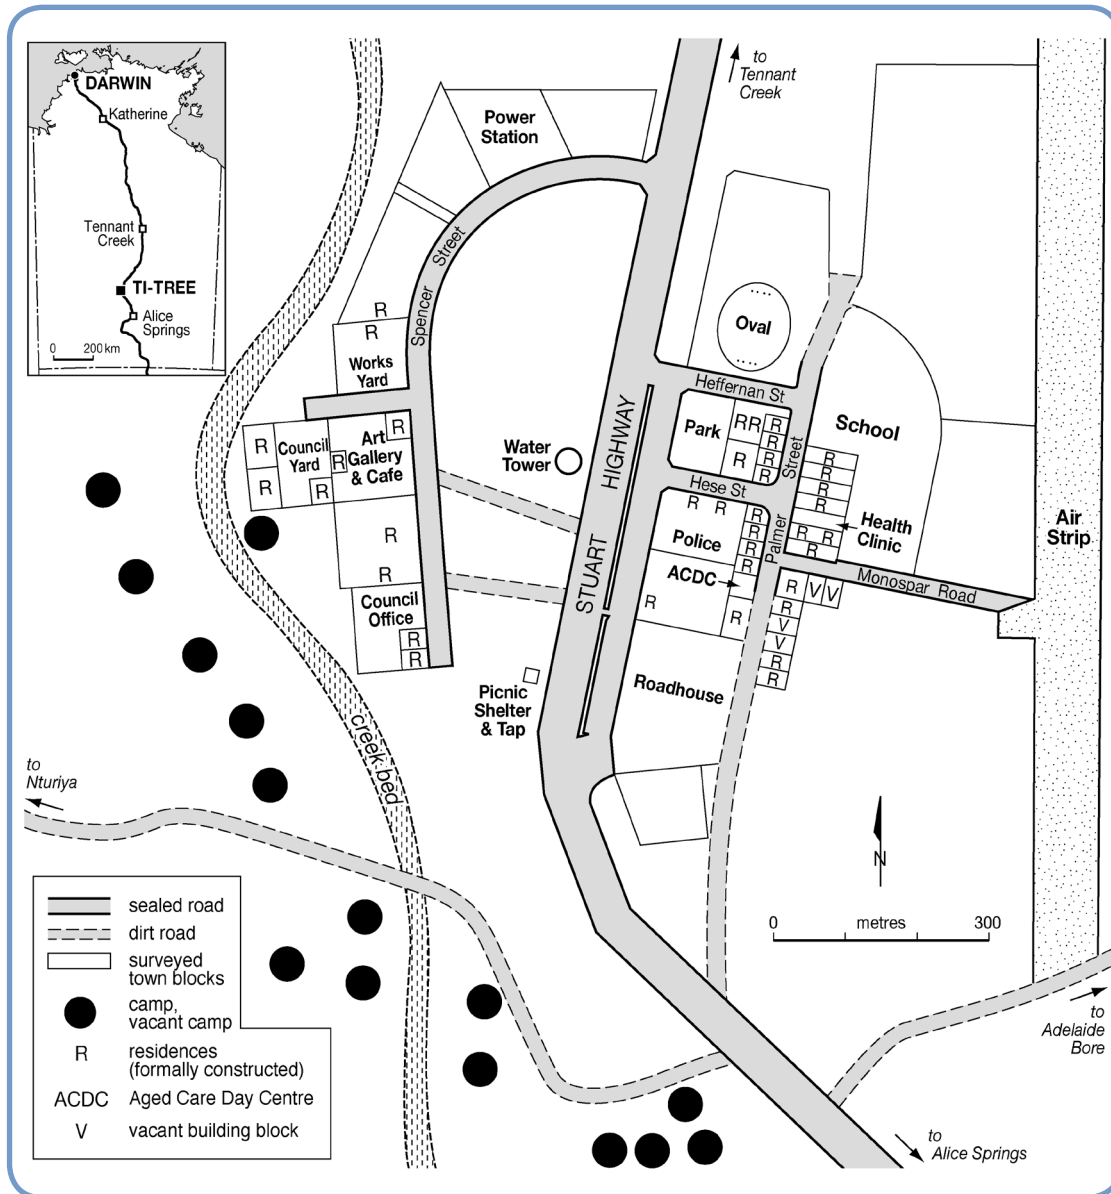 DARWIN
Katherine
Tennant
Creek
TI-TREE
Alice
Springs
0 200 km
to
Tennant
Creek
Power
Station
Spencer Street
R
R
Works
Yard
Oval
Heffernan St
School
Park
R R R
R
R
R
R
R
Hese St
Palmer Street
STUART HIGHWAY
Water
Tower
R
R
Council
Yard
R
R
R
Art
Gallery
& Cafe
R
R
Council
Office
R
R
R R
Police
R
R
R
R
ACDC
R
R
R
R
R
R
R R
R
Health
Clinic
Monospar Road
Air
Strip
R V V
R
V
V
R
R
Roadhouse
Picnic
Shelter
& Tap
creek bed
to
Nturiya
N
0 metres 300
sealed road
dirt road
surveyed
town blocks
camp,
vacant camp
R residences
(formally constructed)
ACDC Aged Care Day Centre
V vacant building block
to
Adelaide
Bore
to
Alice Springs